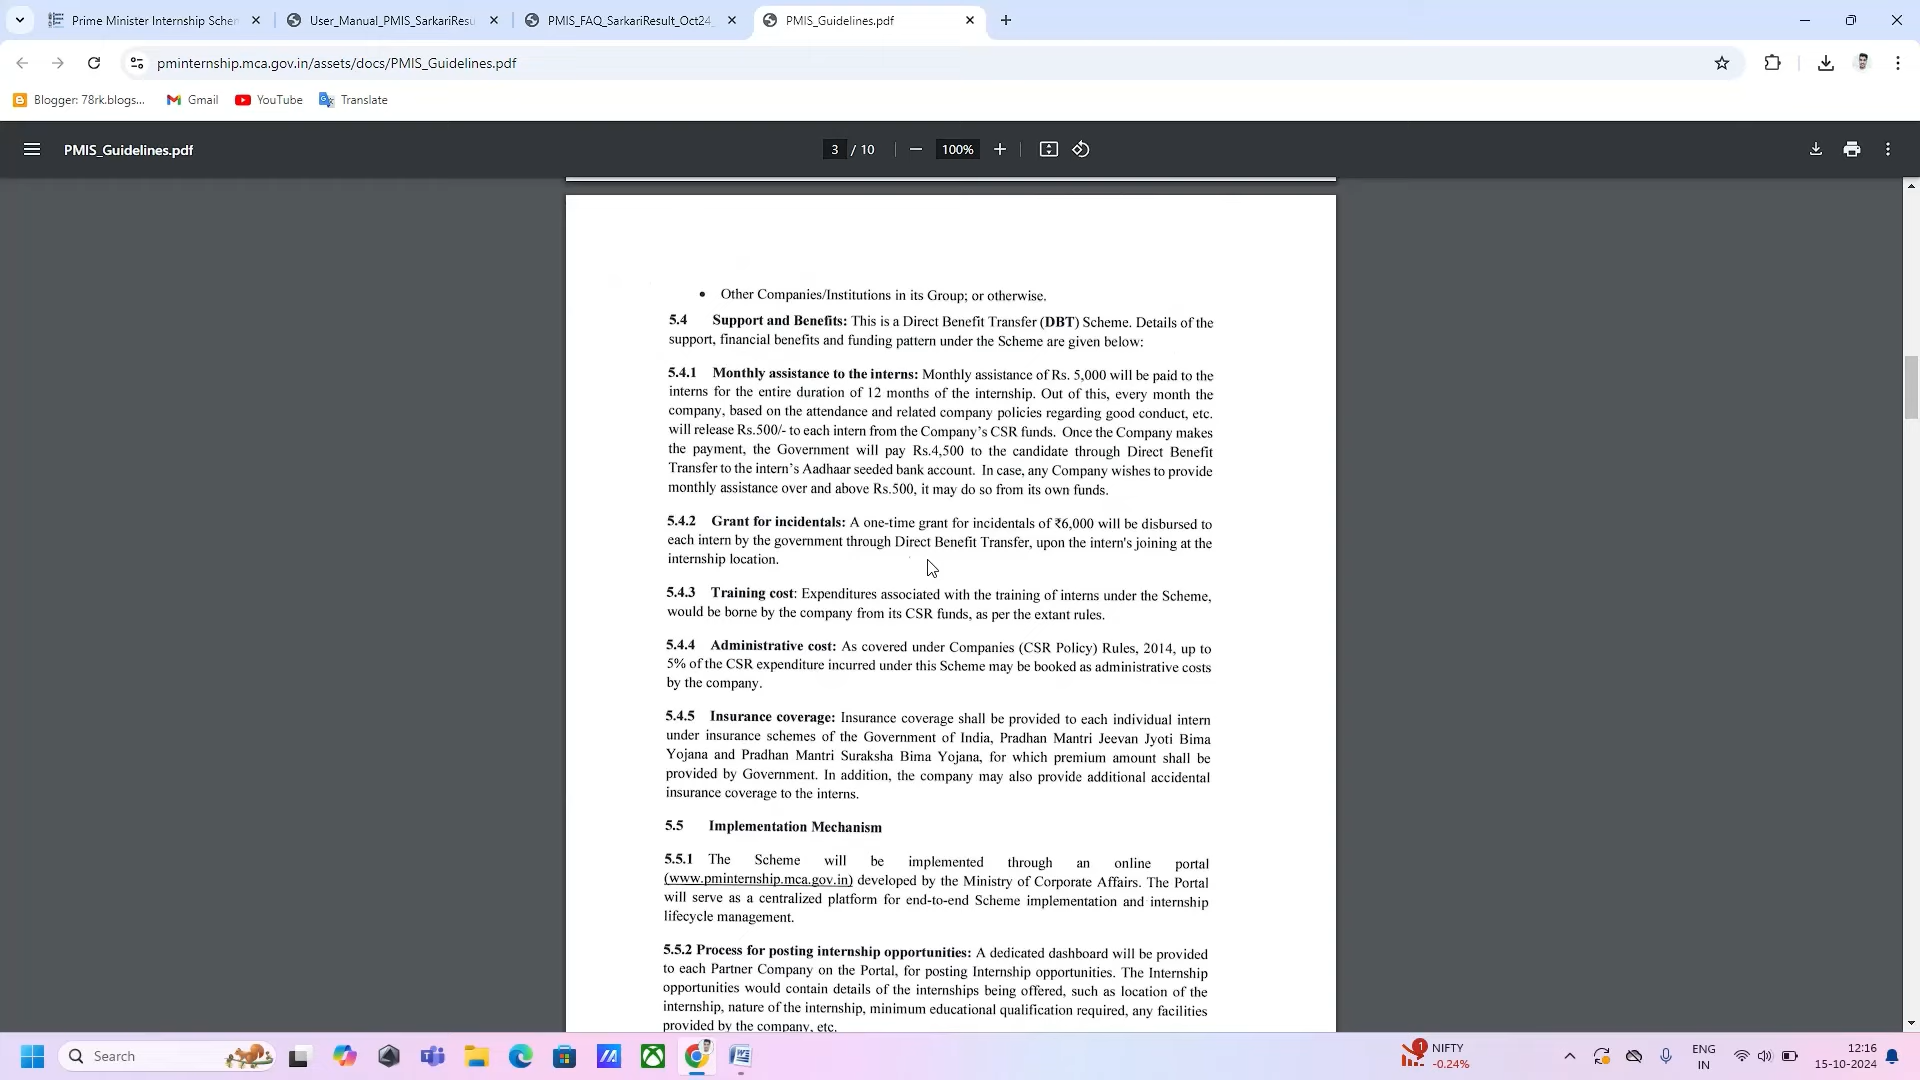 Prime Minister Internship Schem
User_Manual_PMIS_SarkariResu
PMIS_FAQ_SarkariResult_Oct24
PMIS_Guidelines.pdf
pminternship.mca.gov.in/assets/docs/PMIS_Guidelines.pdf
Blogger: 78rk.blogs...
Gmail
YouTube
Translate
PMIS_Guidelines.pdf
3 / 10
100%
• Other Companies/Institutions in its Group; or otherwise.
5.4 Support and Benefits: This is a Direct Benefit Transfer (DBT) Scheme. Details of the
support, financial benefits and funding pattern under the Scheme are given below:
5.4.1 Monthly assistance to the interns: Monthly assistance of Rs. 5,000 will be paid to the
interns for the entire duration of 12 months of the internship. Out of this, every month the
company, based on the attendance and related company policies regarding good conduct, etc.
will release Rs.500/- to each intern from the Company's CSR funds. Once the Company makes
the payment, the Government will pay Rs.4,500 to the candidate through Direct Benefit
Transfer to the intern's Aadhaar seeded bank account. In case, any Company wishes to provide
monthly assistance over and above Rs.500, it may do so from its own funds.
5.4.2 Grant for incidentals: A one-time grant for incidentals of ₹6,000 will be disbursed to
each intern by the government through Direct Benefit Transfer, upon the intern's joining at the
internship location.
5.4.3 Training cost: Expenditures associated with the training of interns under the Scheme,
would be borne by the company from its CSR funds, as per the extant rules.
5.4.4 Administrative cost: As covered under Companies (CSR Policy) Rules, 2014, up to
5% of the CSR expenditure incurred under this Scheme may be booked as administrative costs
by the company.
5.4.5 Insurance coverage: Insurance coverage shall be provided to each individual intern
under insurance schemes of the Government of India, Pradhan Mantri Jeevan Jyoti Bima
Yojana and Pradhan Mantri Suraksha Bima Yojana, for which premium amount shall be
provided by Government. In addition, the company may also provide additional accidental
insurance coverage to the interns.
5.5 Implementation Mechanism
5.5.1 The Scheme will be implemented through an online portal
(www.pminternship.mca.gov.in) developed by the Ministry of Corporate Affairs. The Portal
will serve as a centralized platform for end-to-end Scheme implementation and internship
lifecycle management.
5.5.2 Process for posting internship opportunities: A dedicated dashboard will be provided
to each Partner Company on the Portal, for posting Internship opportunities. The Internship
opportunities would contain details of the internships being offered, such as location of the
internship, nature of the internship, minimum educational qualification required, any facilities
provided by the company, etc.
Search
1
NIFTY
-0.24%
ENG
IN
12:16
15-10-2024